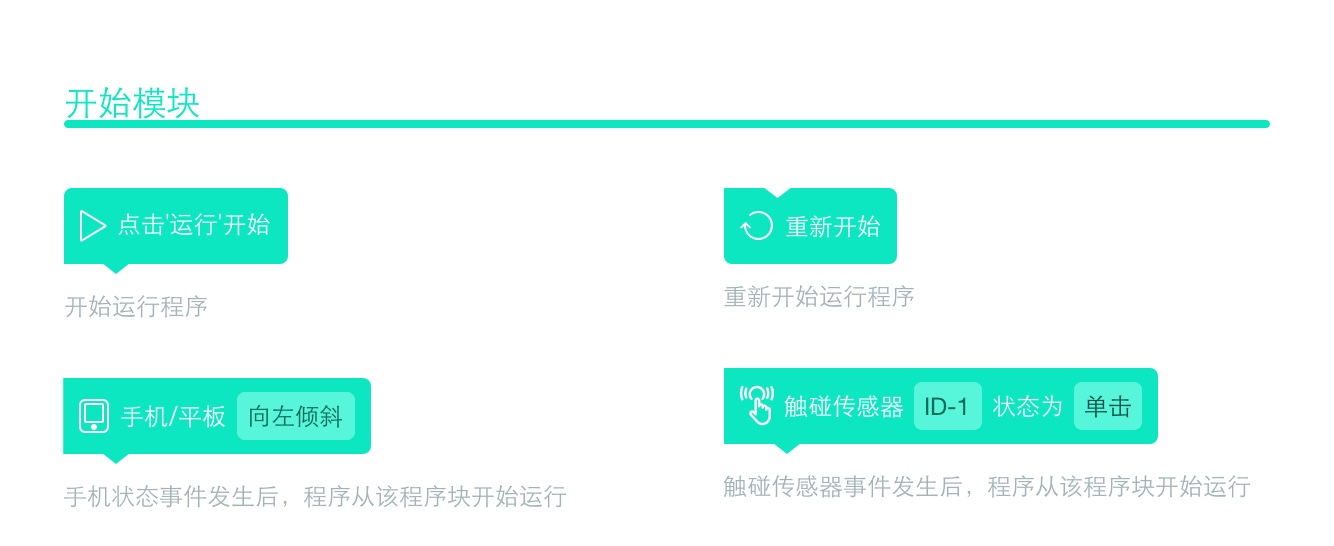 开始模块
点击'运行'开始
开始运行程序
重新开始
重新开始运行程序
手机/平板 向左倾斜
手机状态事件发生后，程序从该程序块开始运行
触碰传感器 ID-1 状态为 单击
触碰传感器事件发生后，程序从该程序块开始运行